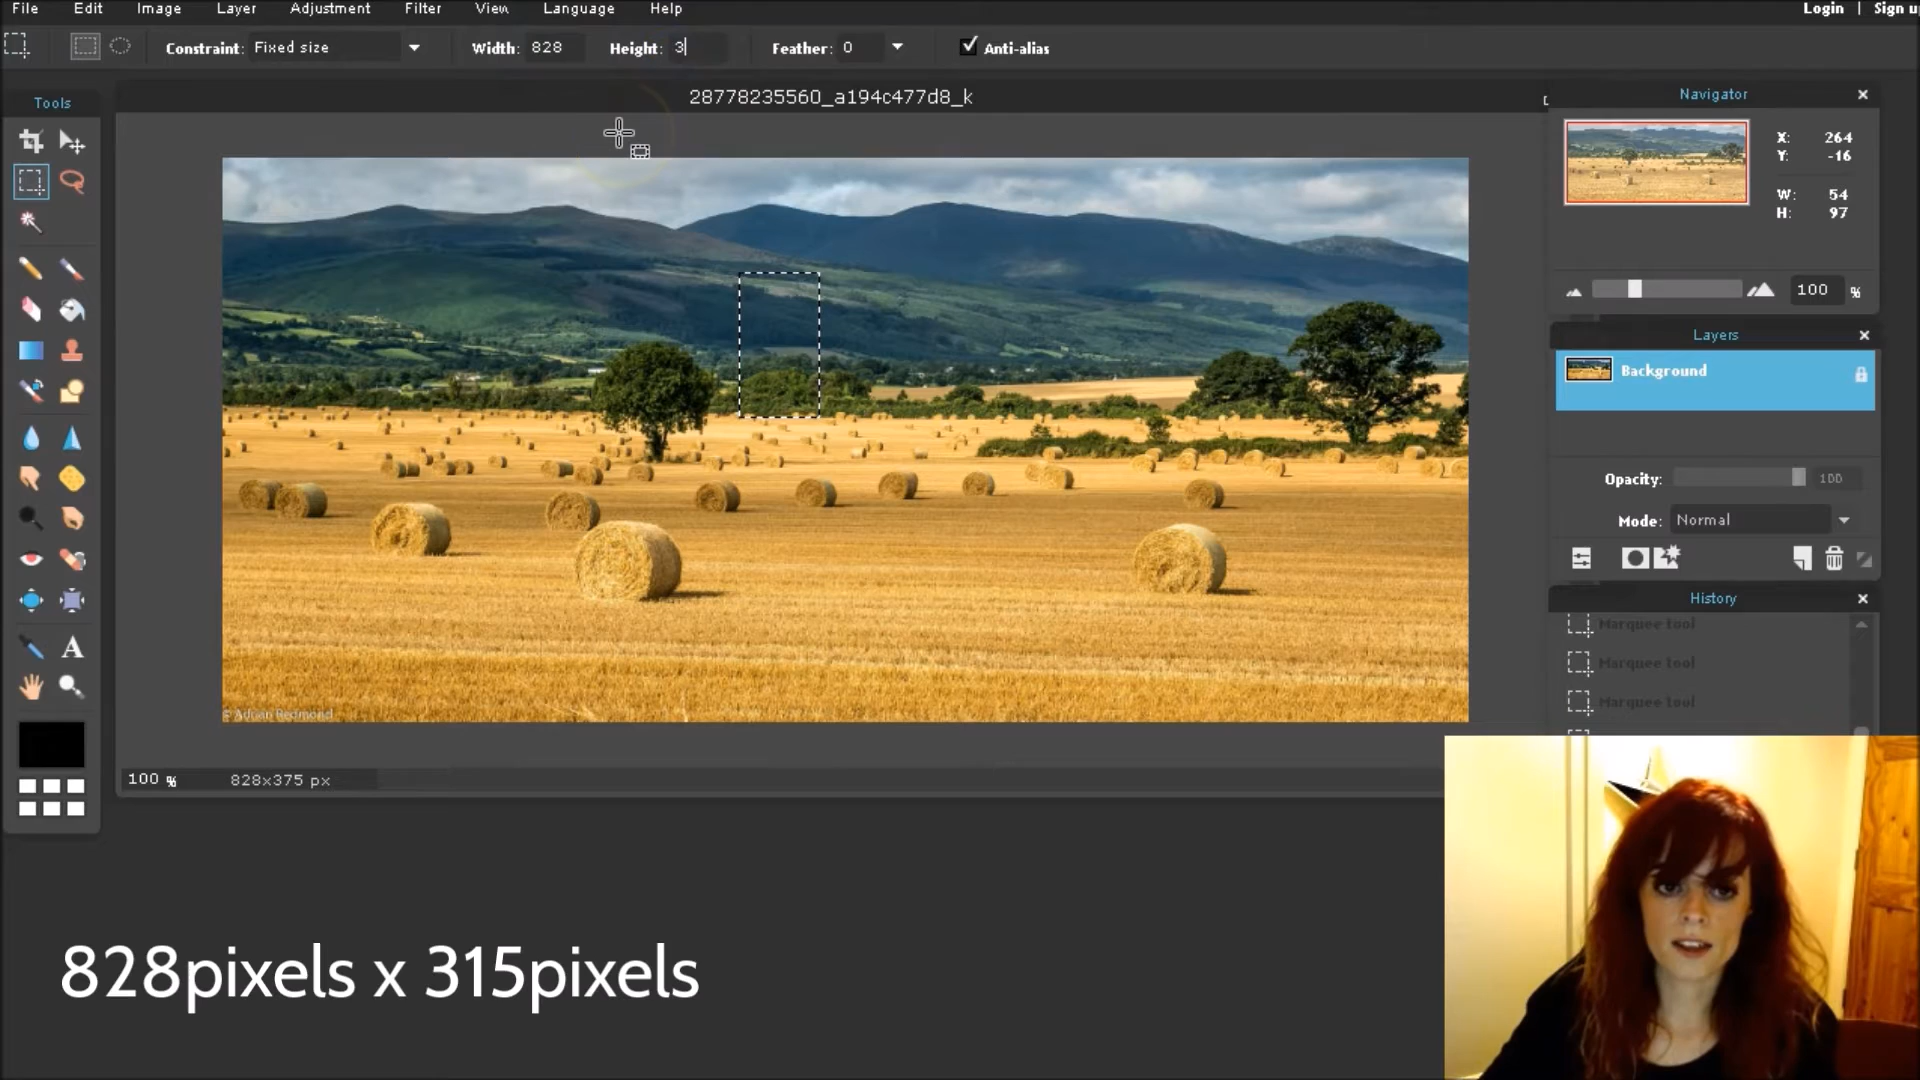 File Edit Image Layer Adjustment Filter View Language Help Login | Sign u
Constraint: Fixed size Width: 828 Height: 3 Feather: 0 Anti-alias
Tools
28778235560_a194c477d8_k
Navigator
X: 264
Y: -16
W: 54
H: 97
100 %
Layers
Background
Opacity: 100
Mode: Normal
History
Marquee tool
Marquee tool
Marquee tool
A
© Adrian Redmond
100 % 828x375 px
828pixels x 315pixels